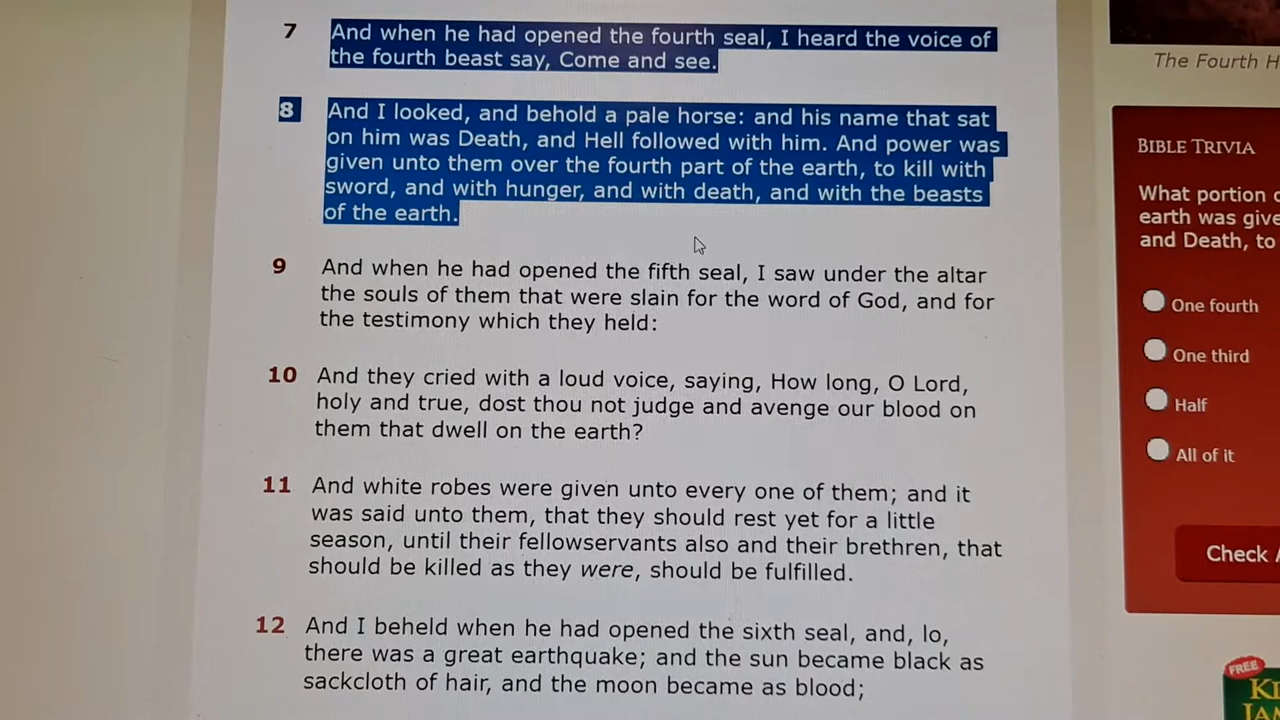 7 And when he had opened the fourth seal, I heard the voice of
the fourth beast say, Come and see.
8 And I looked, and behold a pale horse: and his name that sat
on him was Death, and Hell followed with him. And power was
given unto them over the fourth part of the earth, to kill with
sword, and with hunger, and with death, and with the beasts
of the earth.
9 And when he had opened the fifth seal, I saw under the altar
the souls of them that were slain for the word of God, and for
the testimony which they held:
10 And they cried with a loud voice, saying, How long, O Lord,
holy and true, dost thou not judge and avenge our blood on
them that dwell on the earth?
11 And white robes were given unto every one of them; and it
was said unto them, that they should rest yet for a little
season, until their fellowservants also and their brethren, that
should be killed as they were, should be fulfilled.
12 And I beheld when he had opened the sixth seal, and, lo,
there was a great earthquake; and the sun became black as
sackcloth of hair, and the moon became as blood;
The Fourth H
BIBLE TRIVIA
What portion
earth was give
and Death, to
One fourth
One third
Half
All of it
Check
FREE
KI
JAM